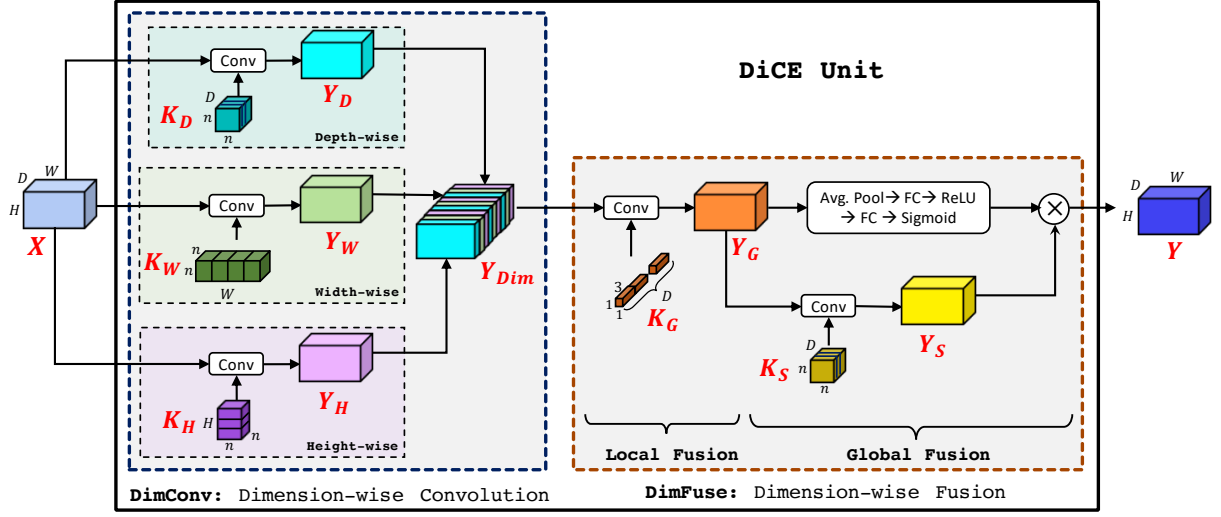 DiCE Unit
D
W
H
X
Conv
K_D
D
n
n
Y_D
Depth-wise
Conv
K_W
n
n
W
Y_W
Width-wise
Conv
K_H
H
n
n
Y_H
Height-wise
Y_Dim
DimConv: Dimension-wise Convolution
Conv
3
1
1
D
K_G
Y_G
Avg. Pool→ FC→ ReLU
→ FC → Sigmoid
×
Conv
K_S
D
n
n
Y_S
Local Fusion
Global Fusion
DimFuse: Dimension-wise Fusion
D
W
H
Y